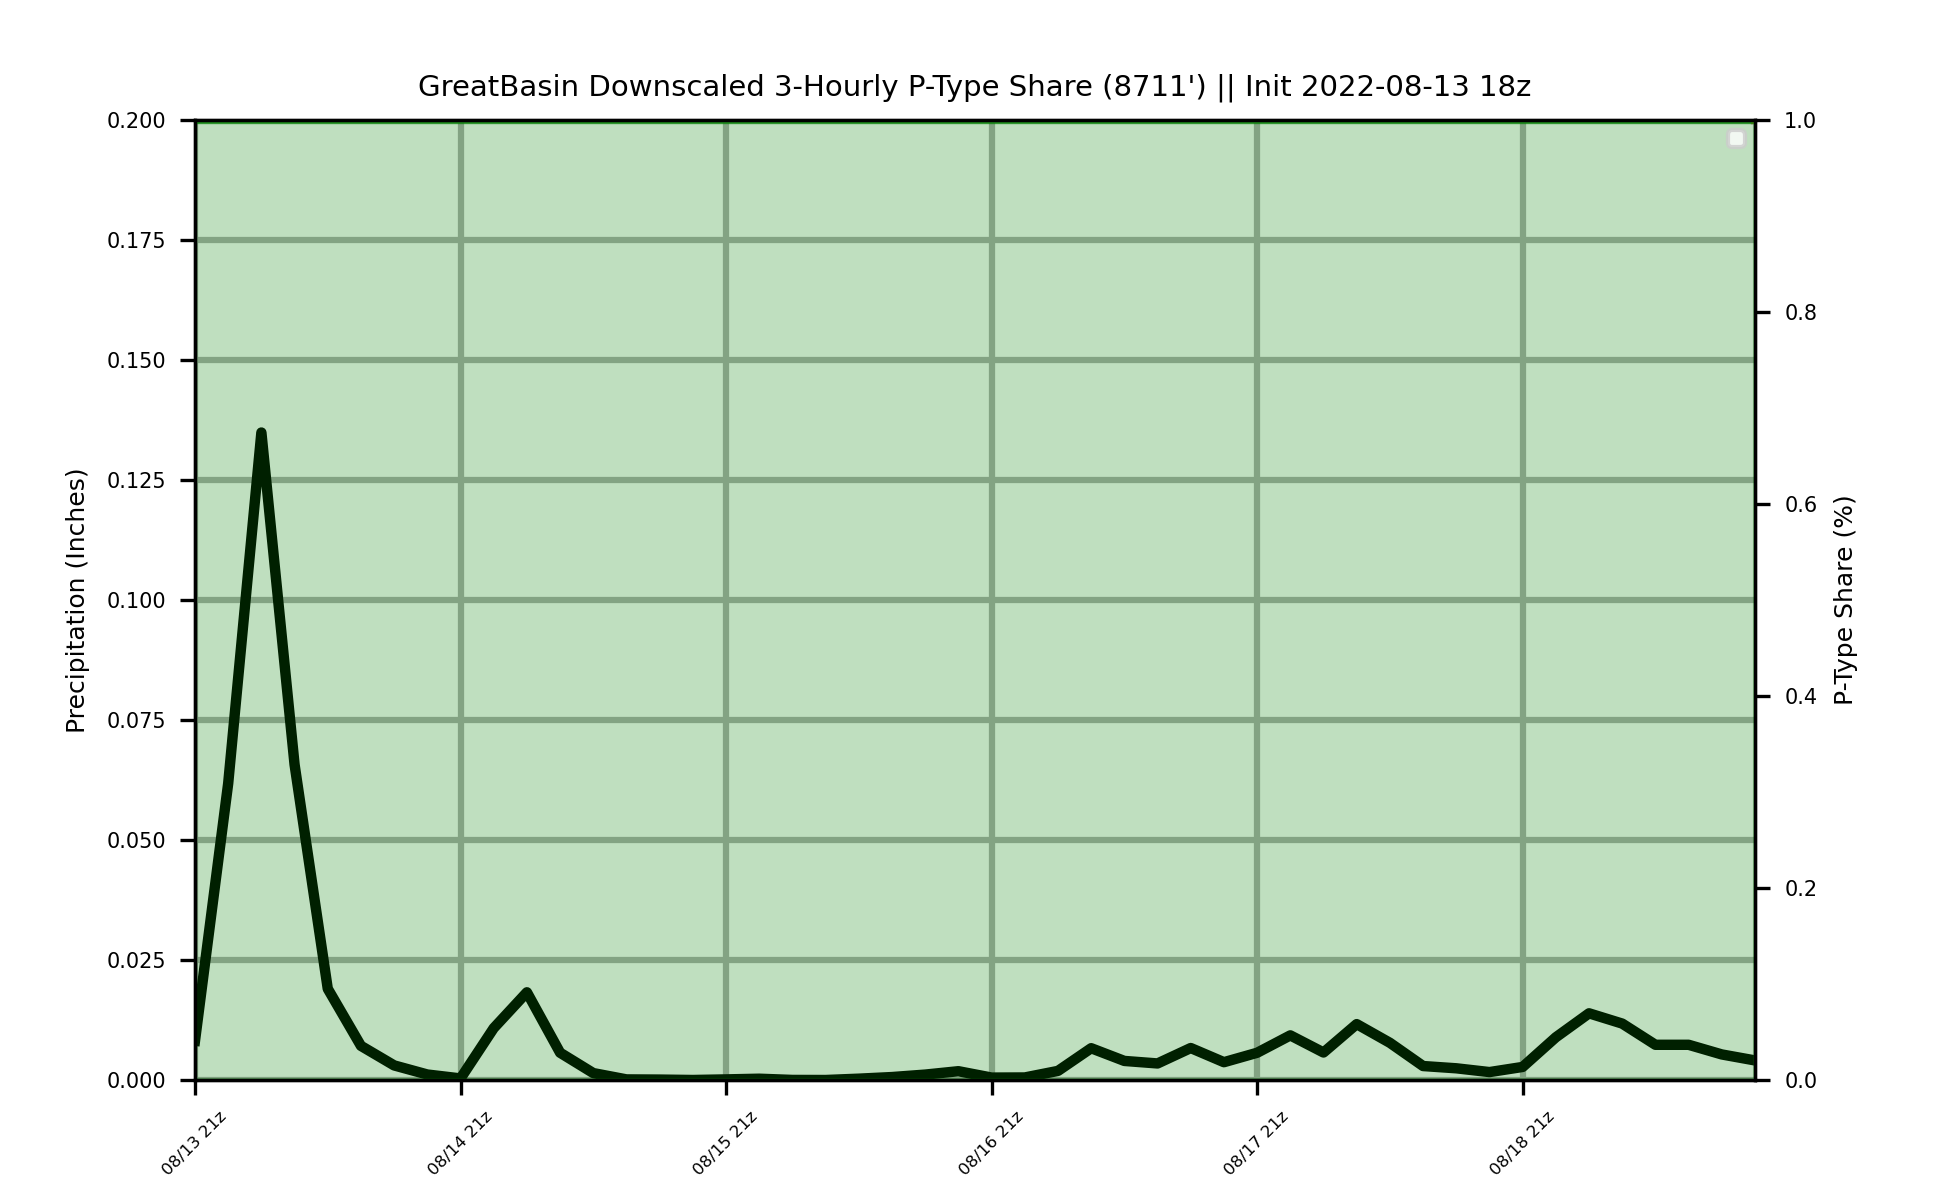 GreatBasin Downscaled 3-Hourly P-Type Share (8711') || Init 2022-08-13 18z
Precipitation (Inches)
0.200
0.175
0.150
0.125
0.100
0.075
0.050
0.025
0.000
1.0
0.8
0.6
0.4
0.2
0.0
P-Type Share (%)
08/13 21z
08/14 21z
08/15 21z
08/16 21z
08/17 21z
08/18 21z